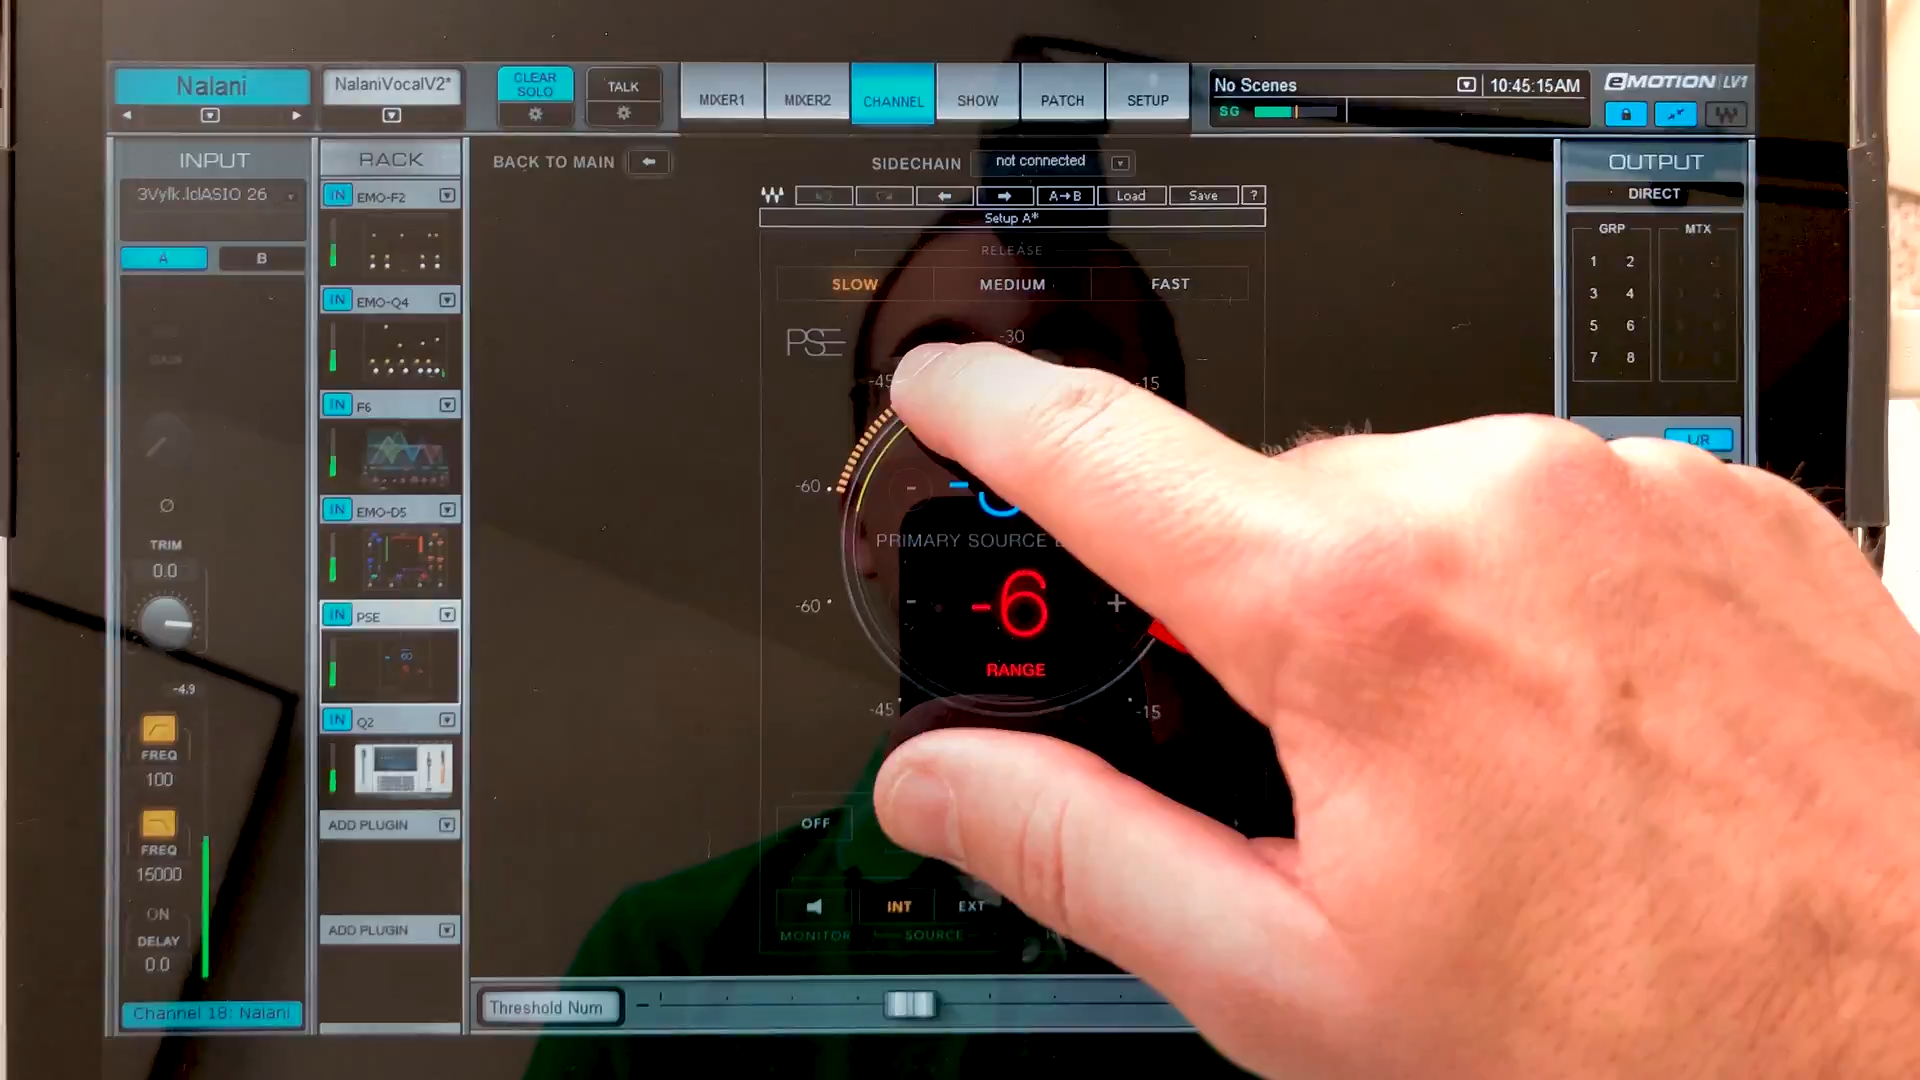 Nalani
NalaniVocalV2*
CLEAR
SOLO
TALK
MIXER1
MIXER2
CHANNEL
SHOW
PATCH
SETUP
No Scenes
10:45:15AM
eMOTION LV1
SG
INPUT
RACK
BACK TO MAIN
SIDECHAIN
not connected
OUTPUT
DIRECT
3Vylk.lclASIO 26
A
B
IN EMO-F2
A→B
Load
Save
?
Setup A*
RELEASE
SLOW
MEDIUM
FAST
GRP
MTX
1 2
3 4
5 6
7 8
L/R
GAIN
IN EMO-Q4
PSE
-30
-45
-15
IN F6
-60
IN EMO-D5
PRIMARY SOURCE
Ø
TRIM
0.0
-60
-6
+
IN PSE
RANGE
-4.9
-45
-15
IN Q2
FREQ
100
ADD PLUGIN
OFF
FREQ
15000
ON
DELAY
0.0
INT
EXT
MONITOR
SOURCE
ADD PLUGIN
Channel 18: Nalani
Threshold Num